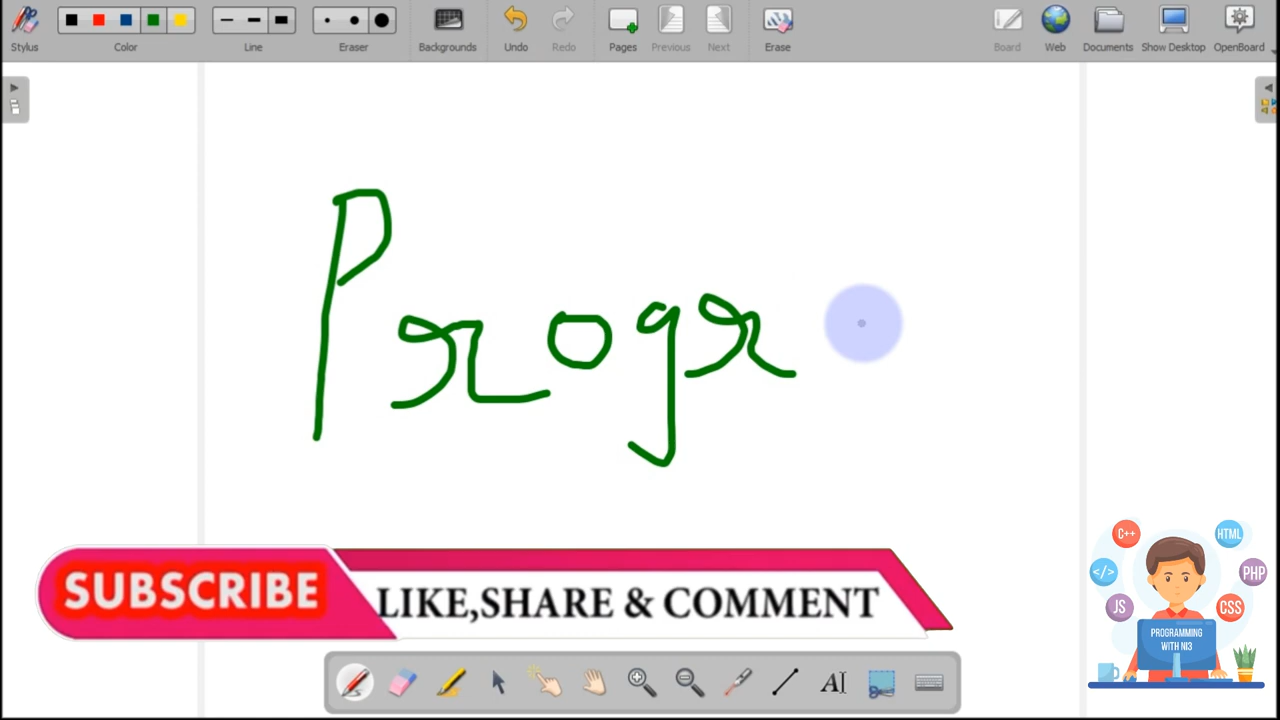 Stylus Color Line Eraser Backgrounds Undo Redo Pages Previous Next Erase Board Web Documents Show Desktop OpenBoard
Progr
C++ HTML
</> PHP
JS CSS
PROGRAMMING
WITH NI3
SUBSCRIBE LIKE,SHARE & COMMENT
AI